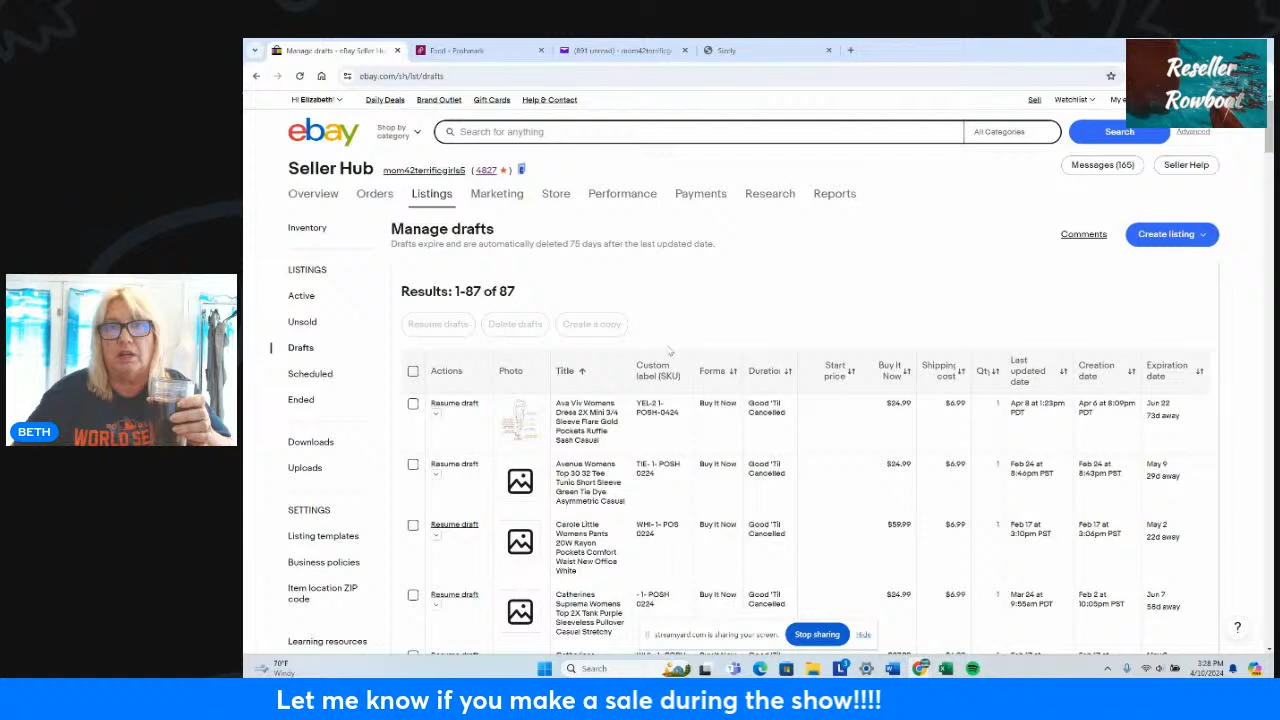 Manage drafts - eBay Seller Hu
Food - Poshmark
(891 unread) - mom42terrificgi
Sizely
ebay.com/sh/lst/drafts
Reseller
Rowboat
Hi Elizabeth!
Daily Deals
Brand Outlet
Gift Cards
Help & Contact
Sell
Watchlist
My e
ebay
Shop by
category
Search for anything
All Categories
Search
Advanced
Seller Hub
mom42terrificgirls5
(4827 ★)
Messages (165)
Seller Help
Overview
Orders
Listings
Marketing
Store
Performance
Payments
Research
Reports
Inventory
LISTINGS
Active
Unsold
Drafts
Scheduled
Ended
Downloads
Uploads
SETTINGS
Listing templates
Business policies
Item location ZIP
code
Learning resources
Manage drafts
Drafts expire and are automatically deleted 75 days after the last updated date.
Comments
Create listing
Results: 1-87 of 87
Resume drafts
Delete drafts
Create a copy
Actions
Photo
Title
Custom
label (SKU)
Forma
Duratic
Start
price
Buy It
Now
Shipping
cost
Qty
Last
updated
date
Creation
date
Expiration
date
Resume draft
Ava Viv Womens
Dress 2X Mini 3/4
Sleeve Flare Gold
Pockets Ruffle
Sash Casual
YEL-2 1-
POSH-0424
Buy It Now
Good 'Til
Cancelled
$24.99
$6.99
1
Apr 8 at 1:23pm
PDT
Apr 6 at 8:09pm
PDT
Jun 22
73d away
Resume draft
Avenue Womens
Top 30 32 Tee
Tunic Short Sleeve
Green Tie Dye
Asymmetric Casual
TIE- 1- POSH
0224
Buy It Now
Good 'Til
Cancelled
$24.99
$6.99
1
Feb 24 at
8:46pm PST
Feb 24 at
8:43pm PST
May 9
29d away
Resume draft
Carole Little
Womens Pants
20W Rayon
Pockets Comfort
Waist New Office
White
WHI- 1- POS
0224
Buy It Now
Good 'Til
Cancelled
$59.99
$6.99
1
Feb 17 at
3:10pm PST
Feb 17 at
3:06pm PST
May 2
22d away
Resume draft
Catherines
Suprema Womens
Top 2X Tank Purple
Sleeveless Pullover
Casual Stretchy
- 1- POSH
0224
Buy It Now
Good 'Til
Cancelled
$24.99
$6.99
1
Mar 24 at
9:55am PDT
Feb 2 at
10:05pm PST
Jun 7
58d away
streamyard.com is sharing your screen.
Stop sharing
Hide
BETH
WORLD SE
70°F
Windy
Search
3:28 PM
4/10/2024
Let me know if you make a sale during the show!!!!